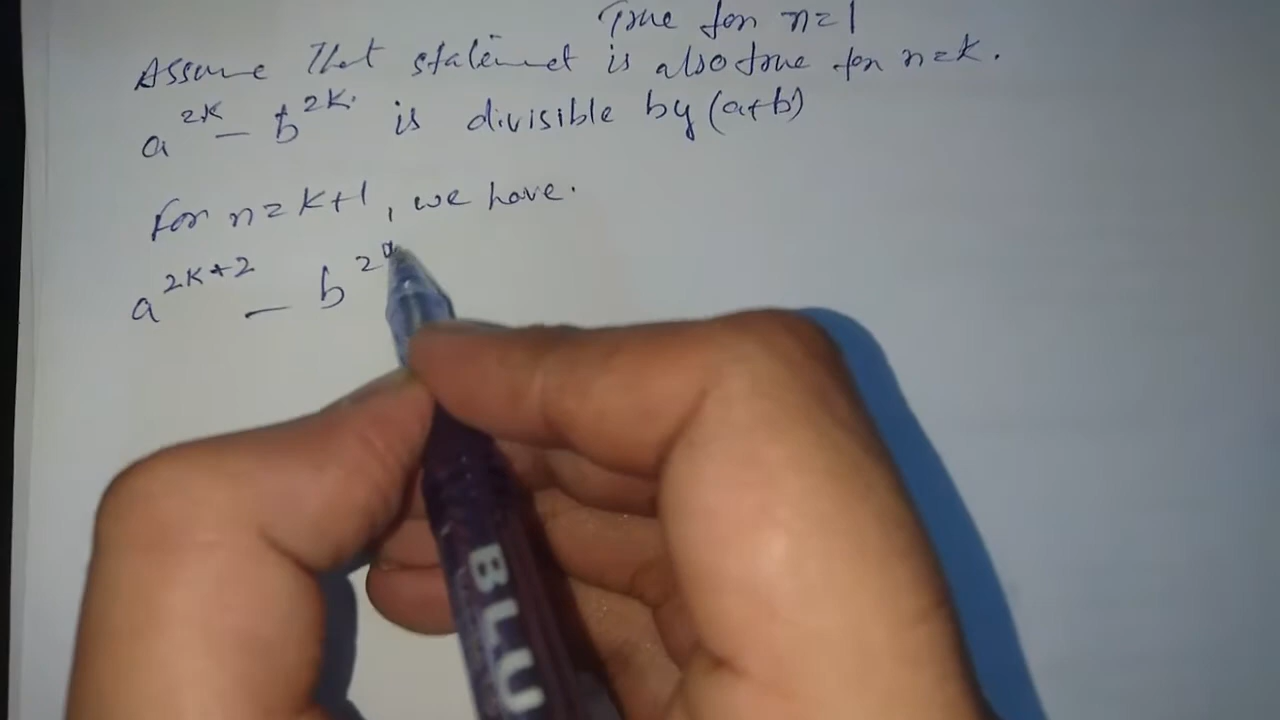 True for n=1
Assume That statement is also true for n=k.
a^{2k} - b^{2k}. is divisible by (a+b)
For n=k+1, we have.
a^{2k+2} - b^{2
BLU